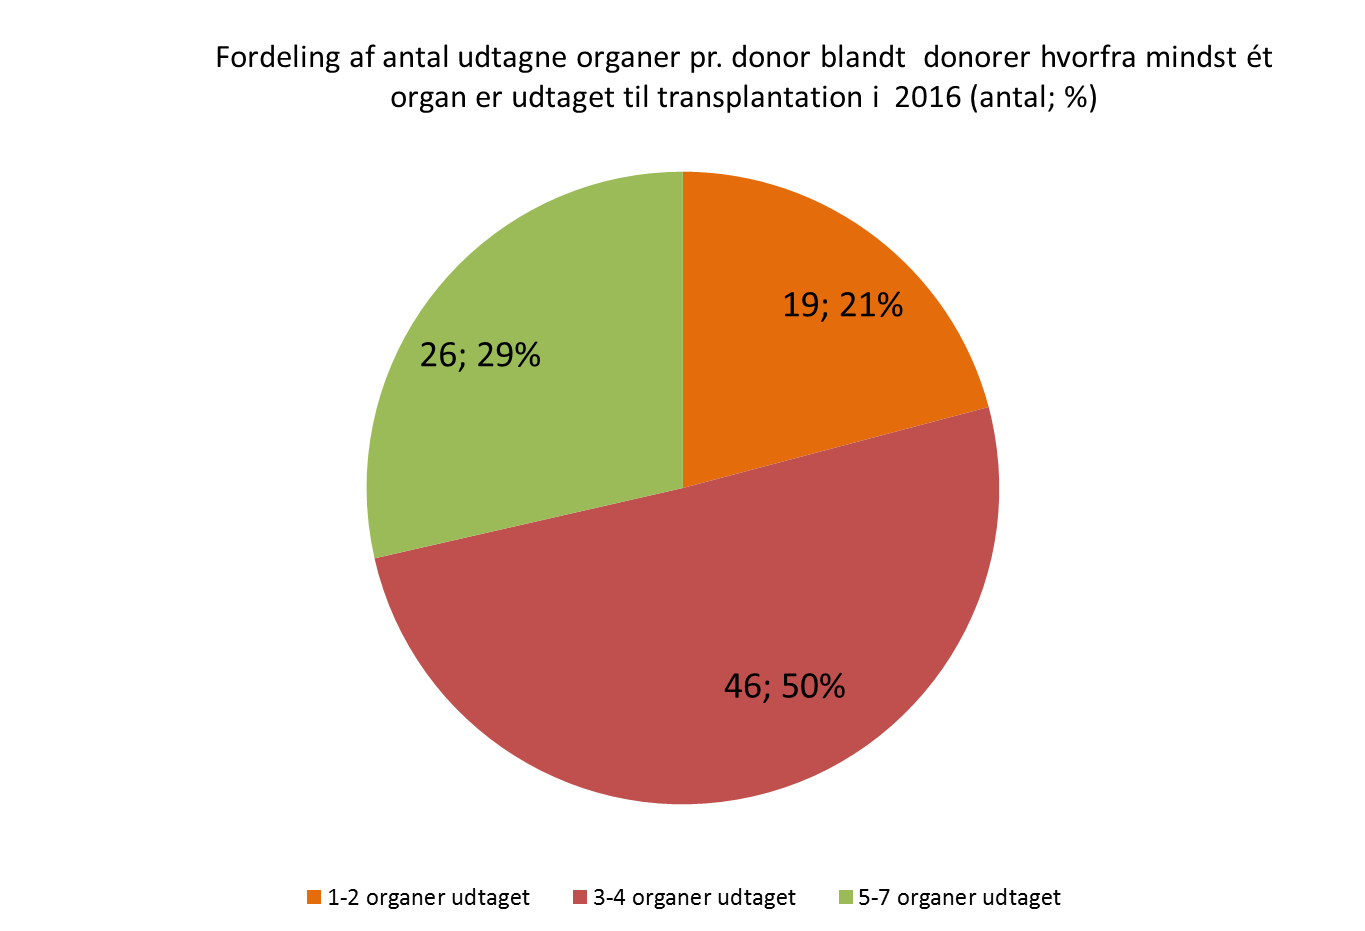 Fordeling af antal udtagne organer pr. donor blandt  donorer hvorfra mindst ét
organ er udtaget til transplantation i  2016 (antal; %)
19; 21%
26; 29%
46; 50%
1-2 organer udtaget
3-4 organer udtaget
5-7 organer udtaget